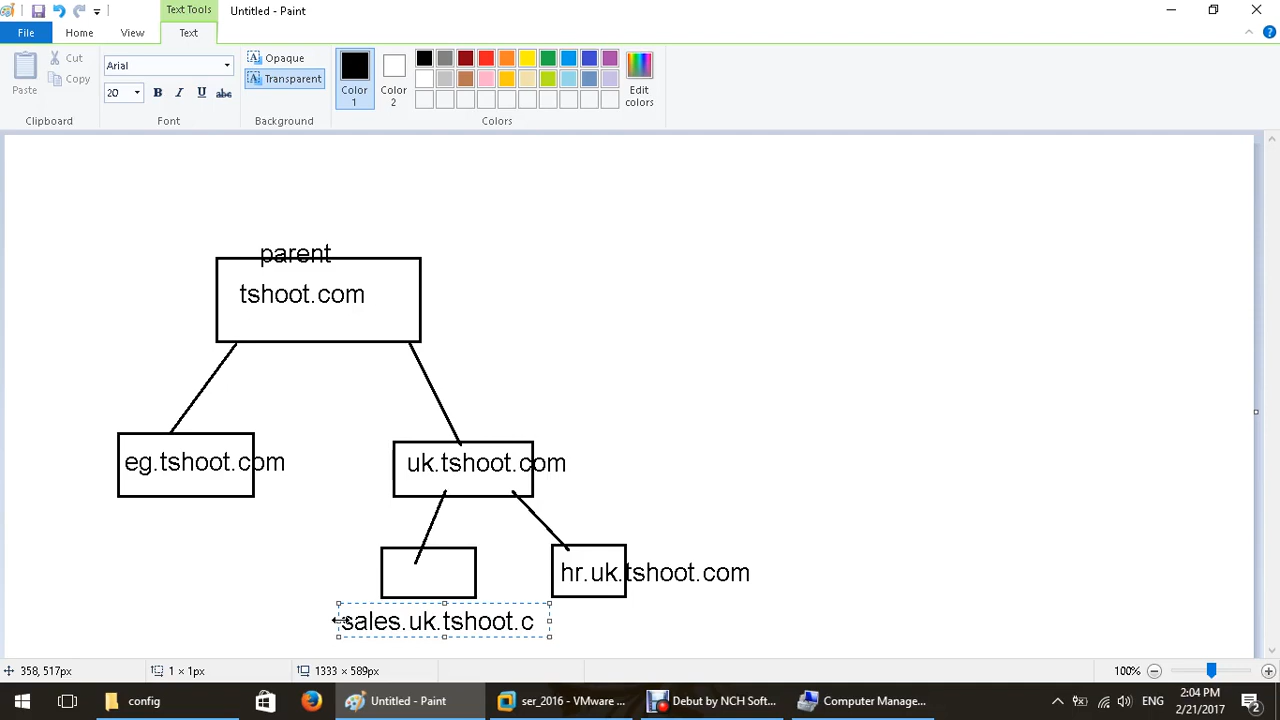 Text Tools
Untitled - Paint
File
Home
View
Text
Paste
Cut
Copy
Clipboard
Arial
20
B
I
U
abc
Font
Opaque
Transparent
Background
Color
1
Color
2
Edit
colors
Colors
parent
tshoot.com
eg.tshoot.com
uk.tshoot.com
hr.uk.tshoot.com
sales.uk.tshoot.c
358, 517px
1 × 1px
1333 × 589px
100%
config
Untitled - Paint
ser_2016 - VMware ...
Debut by NCH Soft...
Computer Manage...
ENG
2:04 PM
2/21/2017
2